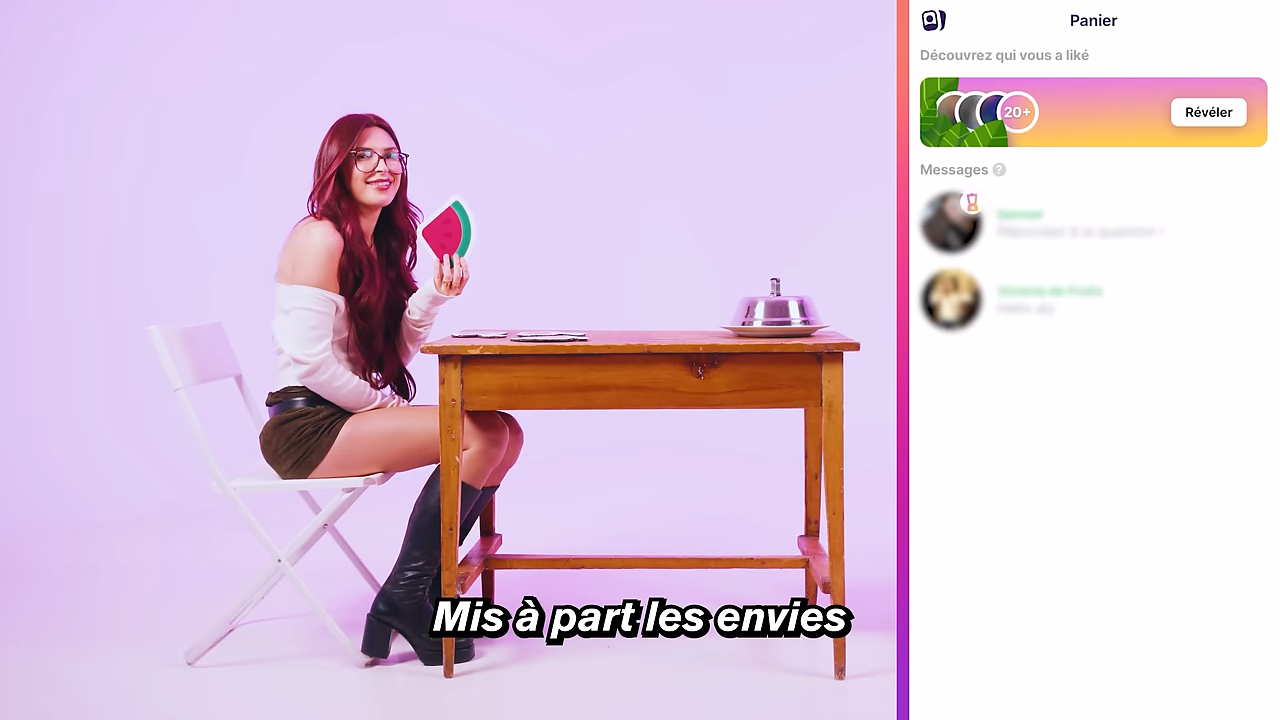 Panier
Découvrez qui vous a liké
20+
Révéler
Messages ?
Mis à part les envies